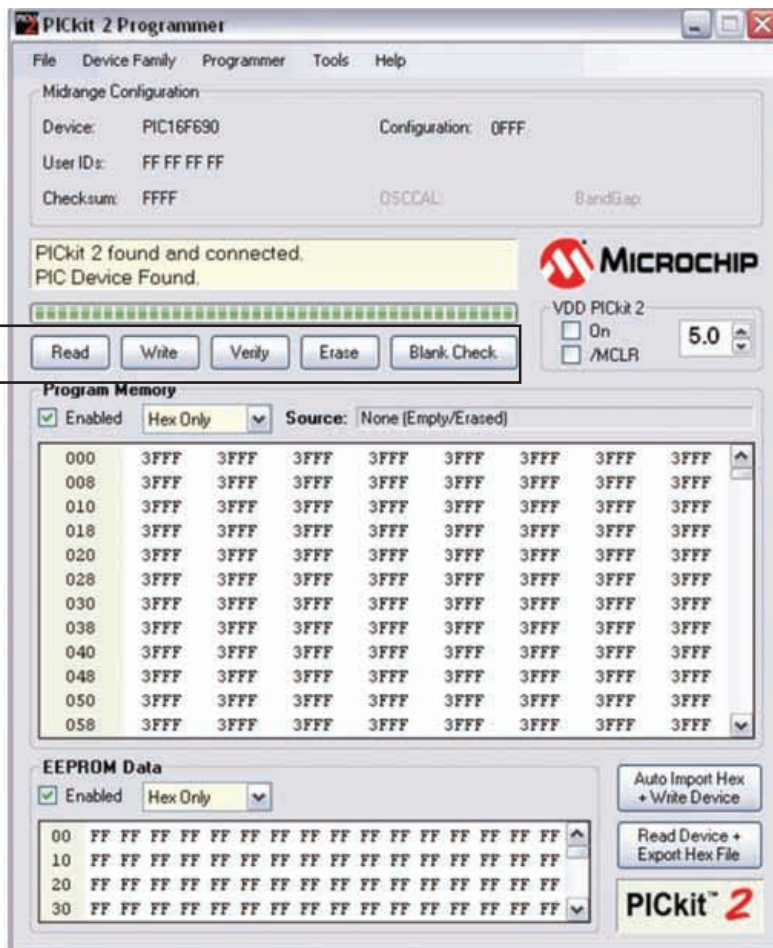 PICkit 2 Programmer
File Device Family Programmer Tools Help
Midrange Configuration
Device: PIC16F690 Configuration: 0FFF
User IDs: FF FF FF FF
Checksum: FFFF OSCCAL: BandGap:
PICkit 2 found and connected.
PIC Device Found.
MICROCHIP
VDD PICkit 2
On
/MCLR
5.0
Read Write Verify Erase Blank Check
Program Memory
Enabled Hex Only Source: None (Empty/Erased)
000 3FFF 3FFF 3FFF 3FFF 3FFF 3FFF 3FFF 3FFF
008 3FFF 3FFF 3FFF 3FFF 3FFF 3FFF 3FFF 3FFF
010 3FFF 3FFF 3FFF 3FFF 3FFF 3FFF 3FFF 3FFF
018 3FFF 3FFF 3FFF 3FFF 3FFF 3FFF 3FFF 3FFF
020 3FFF 3FFF 3FFF 3FFF 3FFF 3FFF 3FFF 3FFF
028 3FFF 3FFF 3FFF 3FFF 3FFF 3FFF 3FFF 3FFF
030 3FFF 3FFF 3FFF 3FFF 3FFF 3FFF 3FFF 3FFF
038 3FFF 3FFF 3FFF 3FFF 3FFF 3FFF 3FFF 3FFF
040 3FFF 3FFF 3FFF 3FFF 3FFF 3FFF 3FFF 3FFF
048 3FFF 3FFF 3FFF 3FFF 3FFF 3FFF 3FFF 3FFF
050 3FFF 3FFF 3FFF 3FFF 3FFF 3FFF 3FFF 3FFF
058 3FFF 3FFF 3FFF 3FFF 3FFF 3FFF 3FFF 3FFF
EEPROM Data
Enabled Hex Only
00 FF FF FF FF FF FF FF FF FF FF FF FF FF FF FF FF
10 FF FF FF FF FF FF FF FF FF FF FF FF FF FF FF FF
20 FF FF FF FF FF FF FF FF FF FF FF FF FF FF FF FF
30 FF FF FF FF FF FF FF FF FF FF FF FF FF FF FF FF
Auto Import Hex
+ Write Device
Read Device +
Export Hex File
PICkit™ 2